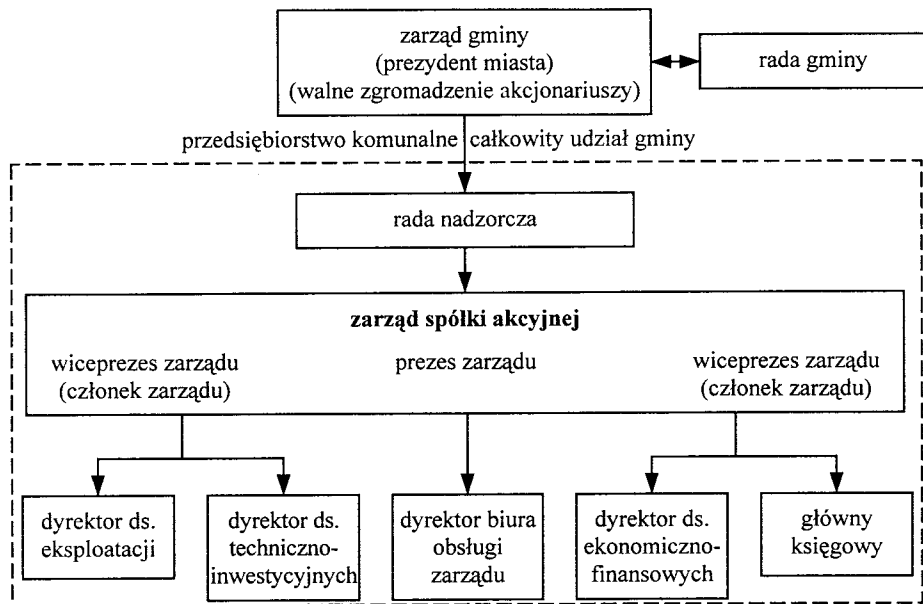 zarząd gminy
(prezydent miasta)
(walne zgromadzenie akcjonariuszy)
rada gminy
przedsiębiorstwo komunalne całkowity udział gminy
rada nadzorcza
zarząd spółki akcyjnej
wiceprezes zarządu
(członek zarządu)
prezes zarządu
wiceprezes zarządu
(członek zarządu)
dyrektor ds.
eksploatacji
dyrektor ds.
techniczno-
inwestycyjnych
dyrektor biura
obsługi
zarządu
dyrektor ds.
ekonomiczno-
finansowych
główny
księgowy